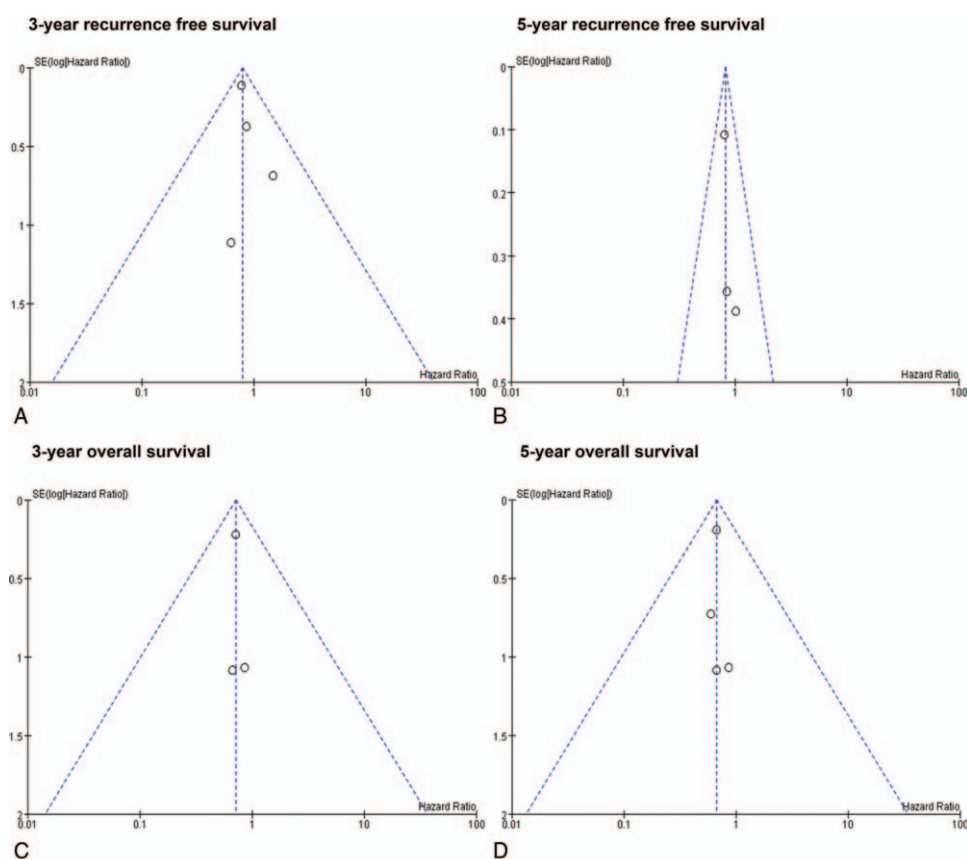 3-year recurrence free survival
SE(log[Hazard Ratio])
0
0.5
1
1.5
2
Hazard Ratio
0.01 0.1 1 10 100
A
5-year recurrence free survival
SE(log[Hazard Ratio])
0
0.1
0.2
0.3
0.4
0.5
Hazard Ratio
0.01 0.1 1 10 100
B
3-year overall survival
SE(log[Hazard Ratio])
0
0.5
1
1.5
2
Hazard Ratio
0.01 0.1 1 10 100
C
5-year overall survival
SE(log[Hazard Ratio])
0
0.5
1
1.5
2
Hazard Ratio
0.01 0.1 1 10 100
D